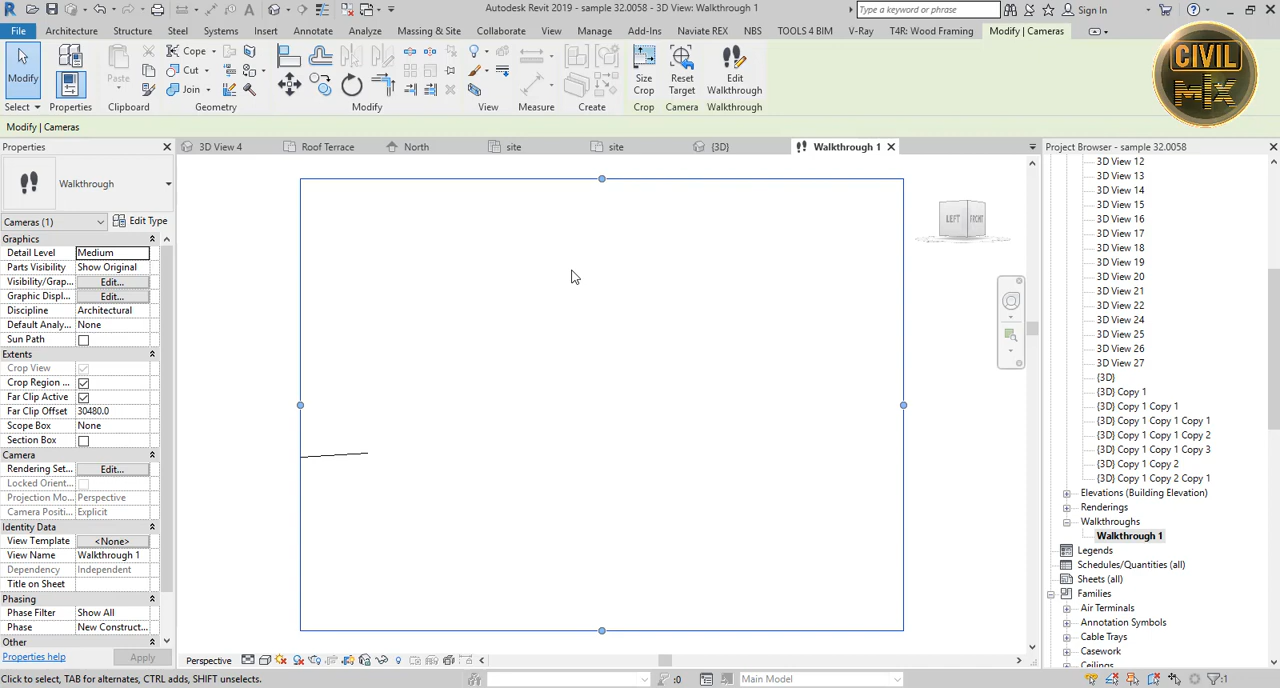 Autodesk Revit 2019 - sample 32.0058 - 3D View: Walkthrough 1
Type a keyword or phrase
Sign In
File Architecture Structure Steel Systems Insert Annotate Analyze Massing & Site Collaborate View Manage Add-Ins Naviate REX NBS TOOLS 4 BIM V-Ray T4R: Wood Framing Modify | Cameras
Modify
Paste
Cope
Cut
Join
Size Crop
Reset Target
Edit Walkthrough
Select Properties Clipboard Geometry Modify View Measure Create Crop Camera Walkthrough
CIVIL
MIX
Modify | Cameras
Properties
3D View 4 Roof Terrace North site site {3D} Walkthrough 1
Project Browser - sample 32.0058
Walkthrough
Cameras (1) Edit Type
Graphics
Detail Level Medium
Parts Visibility Show Original
Visibility/Grap... Edit...
Graphic Displ... Edit...
Discipline Architectural
Default Analy... None
Sun Path
Extents
Crop View
Crop Region ...
Far Clip Active
Far Clip Offset 30480.0
Scope Box None
Section Box
Camera
Rendering Set... Edit...
Locked Orient...
Projection Mo... Perspective
Camera Positi... Explicit
Identity Data
View Template <None>
View Name Walkthrough 1
Dependency Independent
Title on Sheet
Phasing
Phase Filter Show All
Phase New Construct...
Other
Properties help Apply
LEFT FRONT
3D View 12
3D View 13
3D View 14
3D View 15
3D View 16
3D View 17
3D View 18
3D View 19
3D View 20
3D View 21
3D View 22
3D View 24
3D View 25
3D View 26
3D View 27
{3D}
{3D} Copy 1
{3D} Copy 1 Copy 1
{3D} Copy 1 Copy 1 Copy 1
{3D} Copy 1 Copy 1 Copy 2
{3D} Copy 1 Copy 1 Copy 3
{3D} Copy 1 Copy 2
{3D} Copy 1 Copy 2 Copy 1
Elevations (Building Elevation)
Renderings
Walkthroughs
Walkthrough 1
Legends
Schedules/Quantities (all)
Sheets (all)
Families
Air Terminals
Annotation Symbols
Cable Trays
Casework
Ceilings
Perspective
Click to select, TAB for alternates, CTRL adds, SHIFT unselects.
:0
Main Model
:1